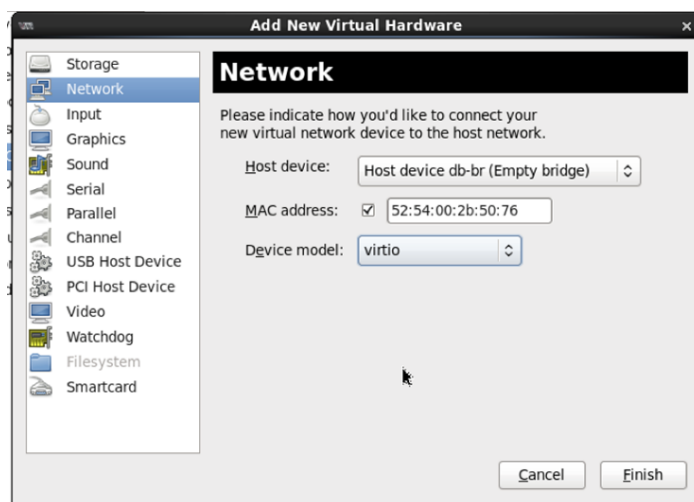 Add New Virtual Hardware
Storage
Network
Input
Graphics
Sound
Serial
Parallel
Channel
USB Host Device
PCI Host Device
Video
Watchdog
Filesystem
Smartcard
Network
Please indicate how you'd like to connect your
new virtual network device to the host network.
Host device: Host device db-br (Empty bridge)
MAC address: 52:54:00:2b:50:76
Device model: virtio
Cancel Finish